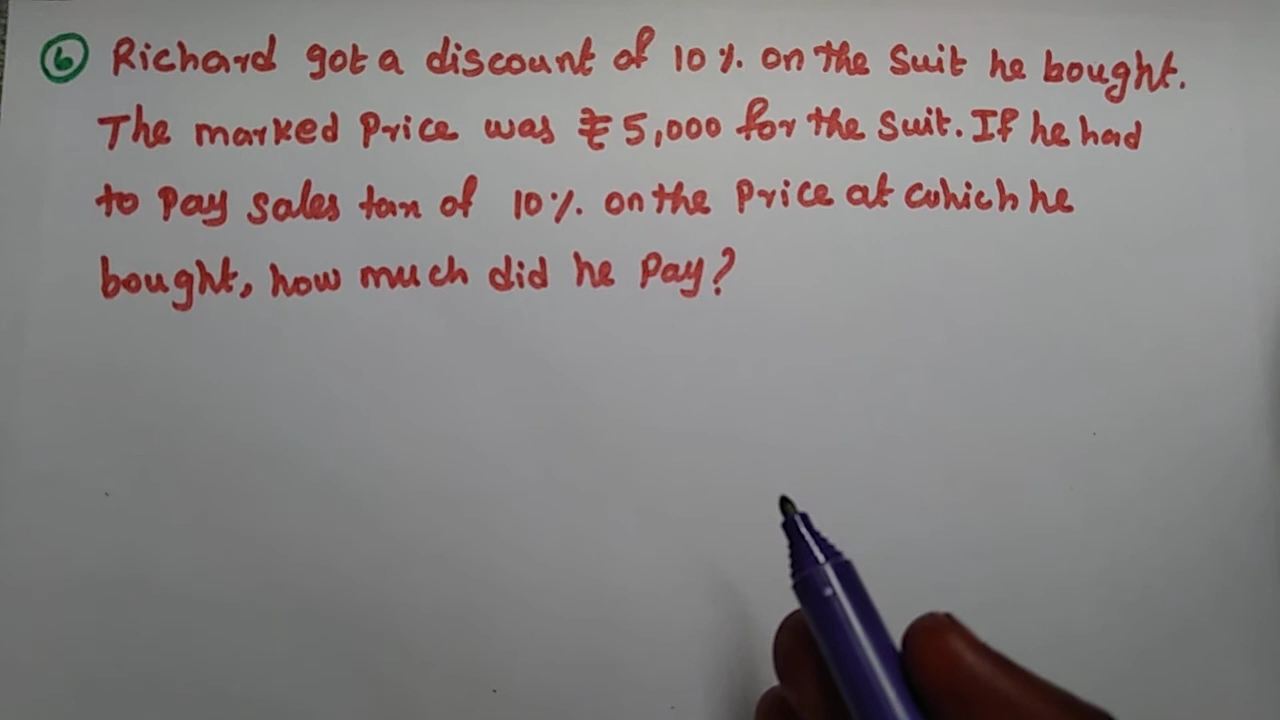 6 Richard got a discount of 10% on the suit he bought.
The marked price was ₹5,000 for the suit. If he had
to pay sales tax of 10% on the price at which he
bought, how much did he pay?